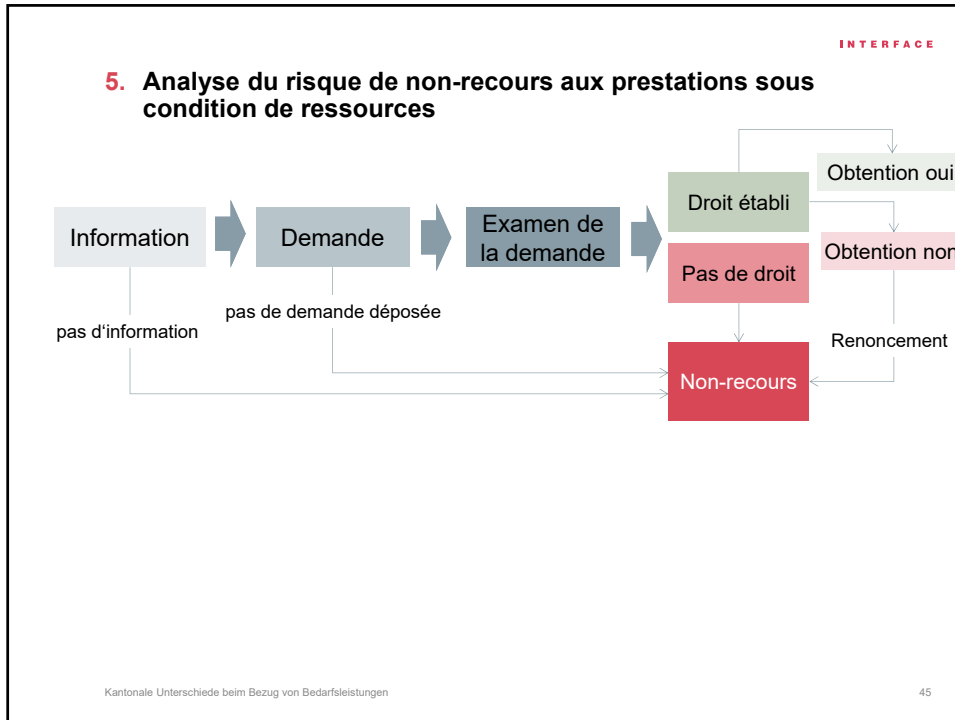 INTERFACE
5. Analyse du risque de non-recours aux prestations sous
condition de ressources
Obtention oui
Droit établi
Information
Demande
Examen de
la demande
Obtention non
Pas de droit
pas d‘information
pas de demande déposée
Renoncement
Non-recours
Kantonale Unterschiede beim Bezug von Bedarfsleistungen
45